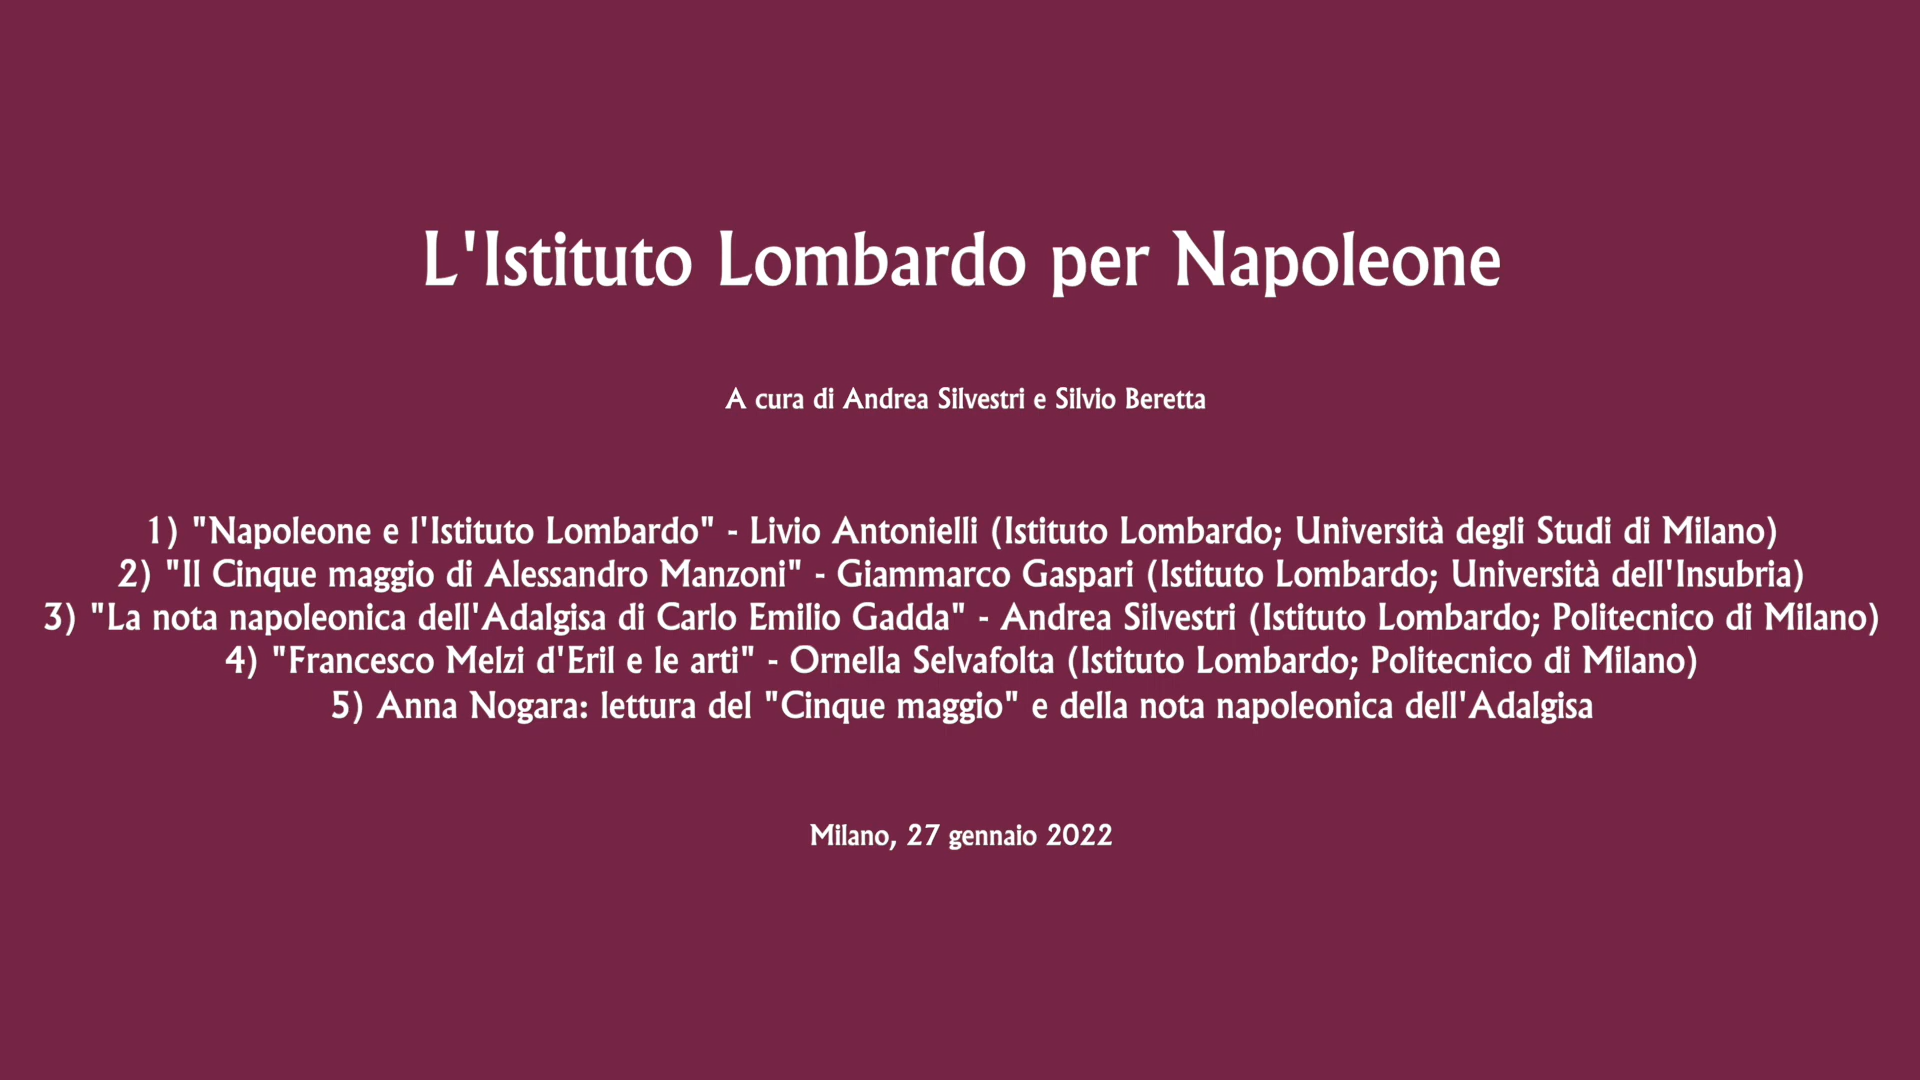 L'Istituto Lombardo per Napoleone
A cura di Andrea Silvestri e Silvio Beretta
1) "Napoleone e l'Istituto Lombardo" - Livio Antonielli (Istituto Lombardo; Università degli Studi di Milano)
2) "Il Cinque maggio di Alessandro Manzoni" - Giammarco Gaspari (Istituto Lombardo; Università dell'Insubria)
3) "La nota napoleonica dell'Adalgisa di Carlo Emilio Gadda" - Andrea Silvestri (Istituto Lombardo; Politecnico di Milano)
4) "Francesco Melzi d'Eril e le arti" - Ornella Selvafolta (Istituto Lombardo; Politecnico di Milano)
5) Anna Nogara: lettura del "Cinque maggio" e della nota napoleonica dell'Adalgisa
Milano, 27 gennaio 2022